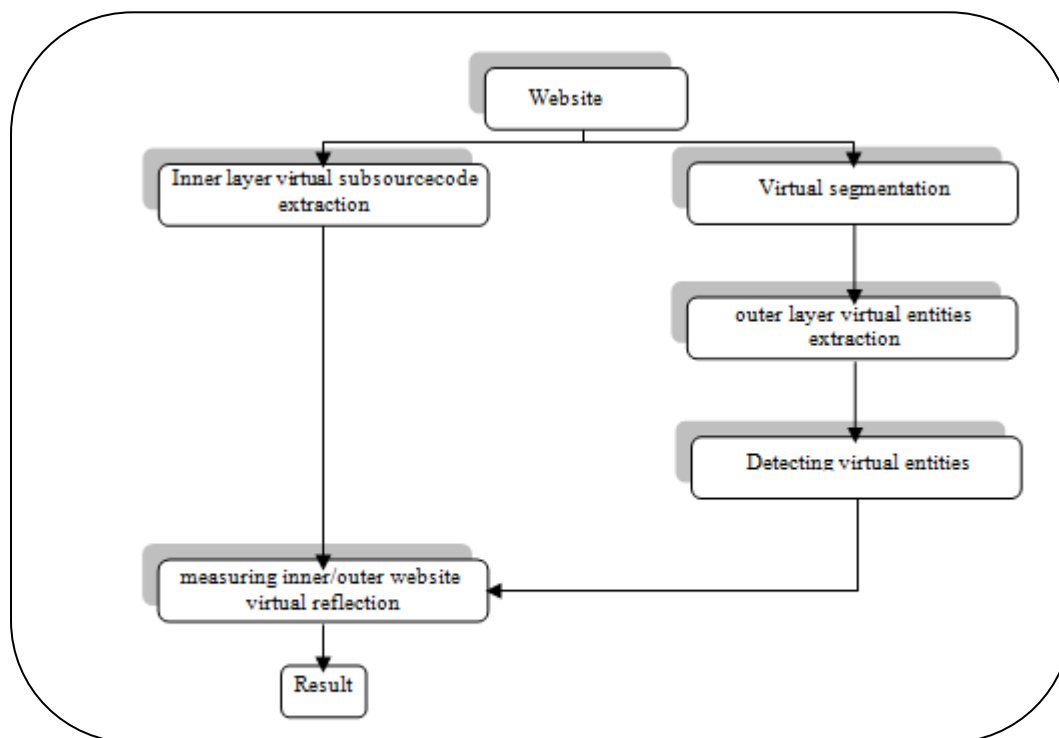 Website
Inner layer virtual subsourcecode
extraction
Virtual segmentation
outer layer virtual entities
extraction
Detecting virtual entities
measuring inner/outer website
virtual reflection
Result